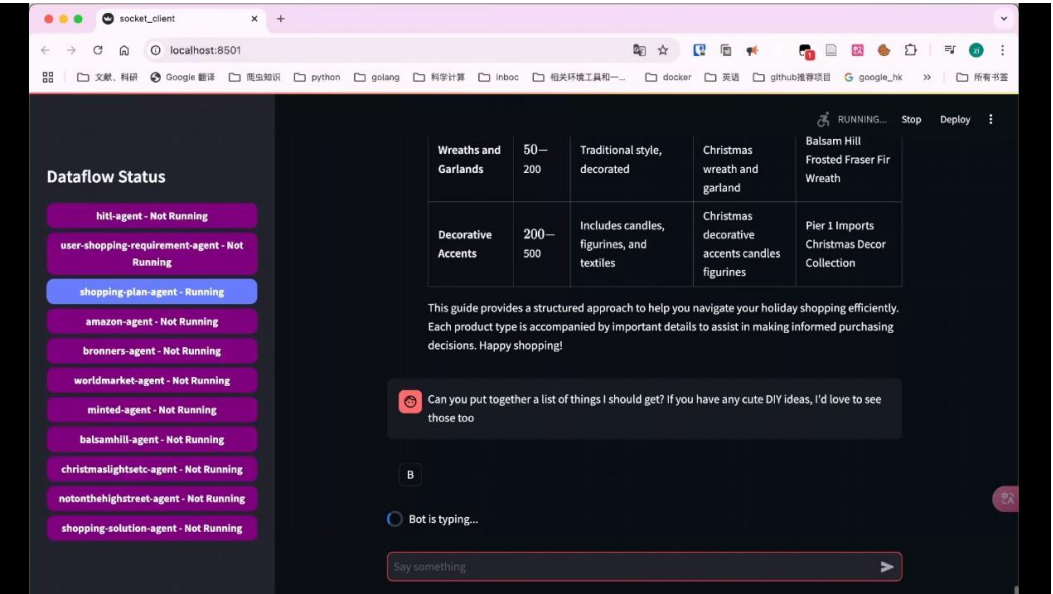 socket_client
localhost:8501
文献、科研
Google 翻译
爬虫知识
python
golang
科学计算
inboc
相关环境工具和一...
docker
英语
github推荐项目
google_hk
所有书签
RUNNING...
Stop
Deploy
Dataflow Status
hitl-agent - Not Running
user-shopping-requirement-agent - Not
Running
shopping-plan-agent - Running
amazon-agent - Not Running
bronners-agent - Not Running
worldmarket-agent - Not Running
minted-agent - Not Running
balsamhill-agent - Not Running
christmaslightsetc-agent - Not Running
notonthehighstreet-agent - Not Running
shopping-solution-agent - Not Running
Wreaths and
Garlands
50—
200
Traditional style,
decorated
Christmas
wreath and
garland
Balsam Hill
Frosted Fraser Fir
Wreath
Decorative
Accents
200—
500
Includes candles,
figurines, and
textiles
Christmas
decorative
accents candles
figurines
Pier 1 Imports
Christmas Decor
Collection
This guide provides a structured approach to help you navigate your holiday shopping efficiently.
Each product type is accompanied by important details to assist in making informed purchasing
decisions. Happy shopping!
Can you put together a list of things I should get? If you have any cute DIY ideas, I'd love to see
those too
B
Bot is typing...
Say something